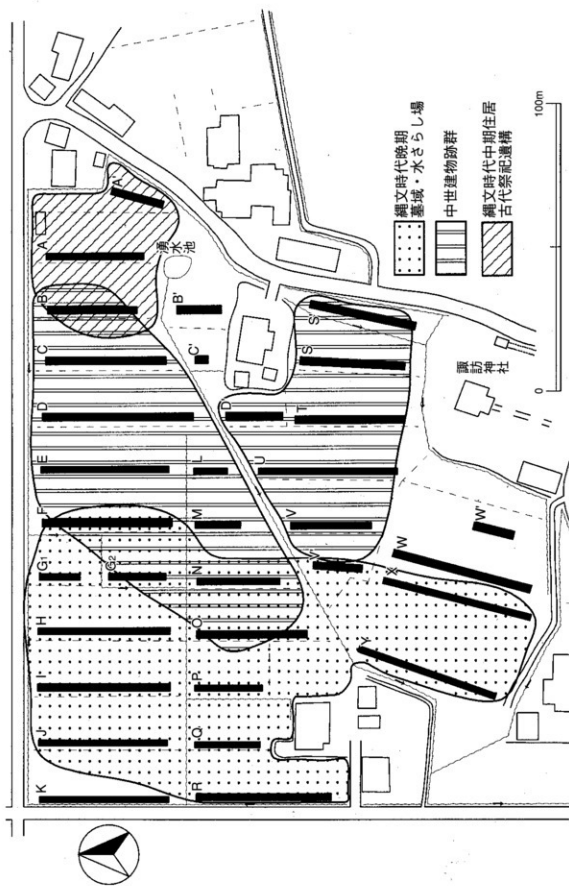 A
A'
湧水池
B
B'
C
C'
D
D'
E
L
F
M
G1
G2
N
H
O
I
P
J
Q
K
R
S
S'
T
U
V
V'
W
W'
X
Y
諏訪神社
縄文時代晩期
墓域・水さらし場
中世建物跡群
縄文時代中期住居
古代祭祀遺構
0
100m